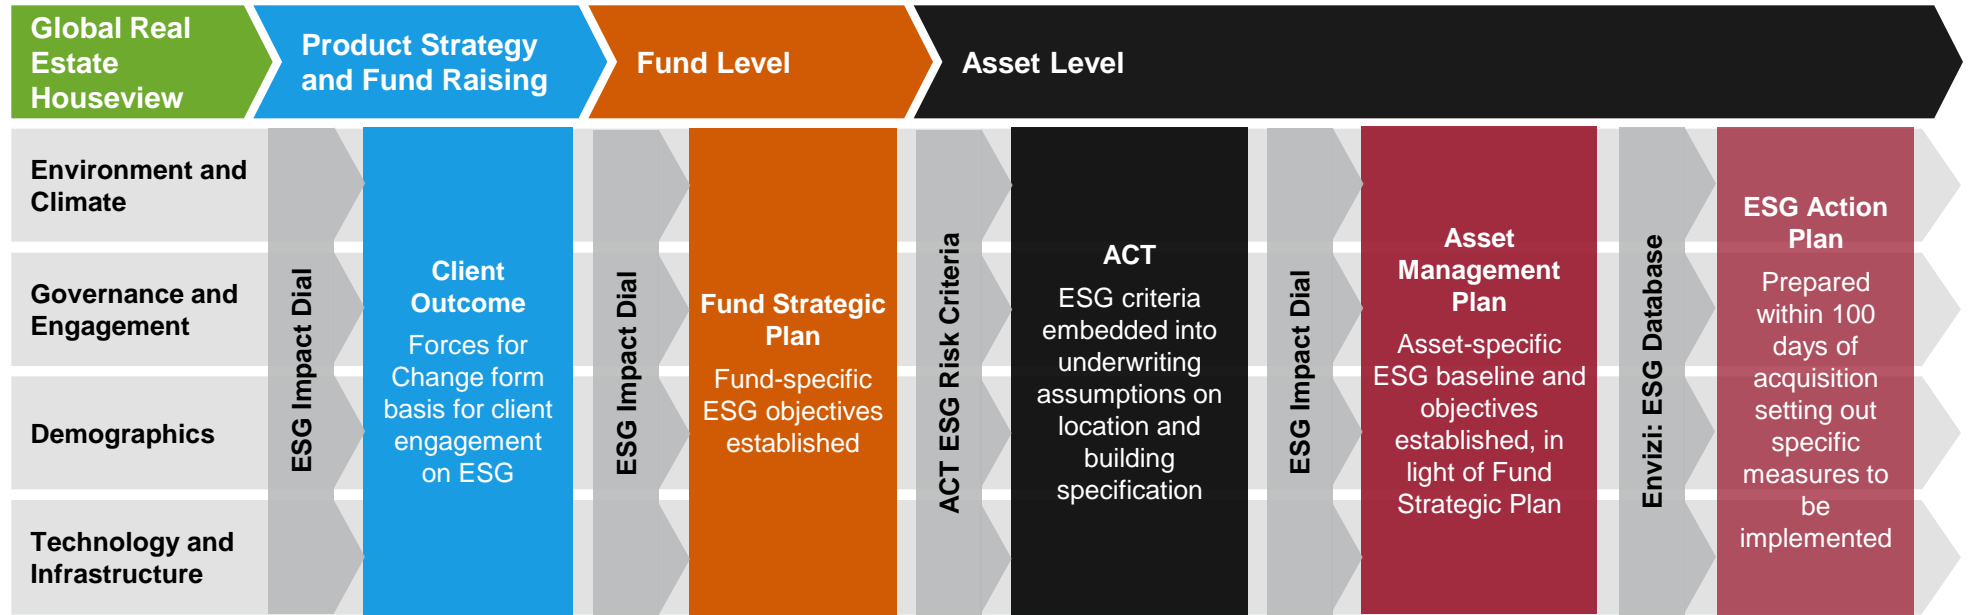 Global Real
Estate
Houseview
Product Strategy
and Fund Raising
Fund Level
Asset Level
Environment and
Climate
Governance and
Engagement
Demographics
Technology and
Infrastructure
ESG Impact Dial
Client
Outcome
Forces for
Change form
basis for client
engagement
on ESG
ESG Impact Dial
Fund Strategic
Plan
Fund-specific
ESG objectives
established
ACT ESG Risk Criteria
ACT
ESG criteria
embedded into
underwriting
assumptions on
location and
building
specification
ESG Impact Dial
Asset
Management
Plan
Asset-specific
ESG baseline and
objectives
established, in
light of Fund
Strategic Plan
Envizi: ESG Database
ESG Action
Plan
Prepared
within 100
days of
acquisition
setting out
specific
measures to
be
implemented